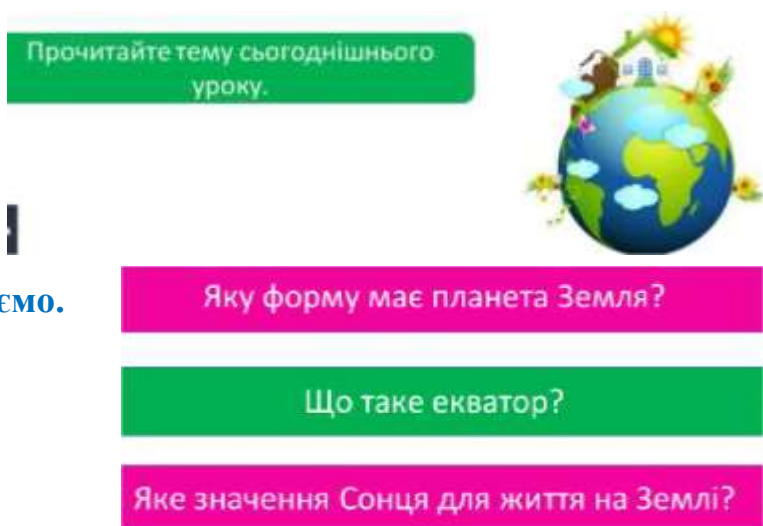 Прочитайте тему сьогоднішнього
уроку.
ємо.
Яку форму має планета Земля?
Що таке екватор?
Яке значення Сонця для життя на Землі?